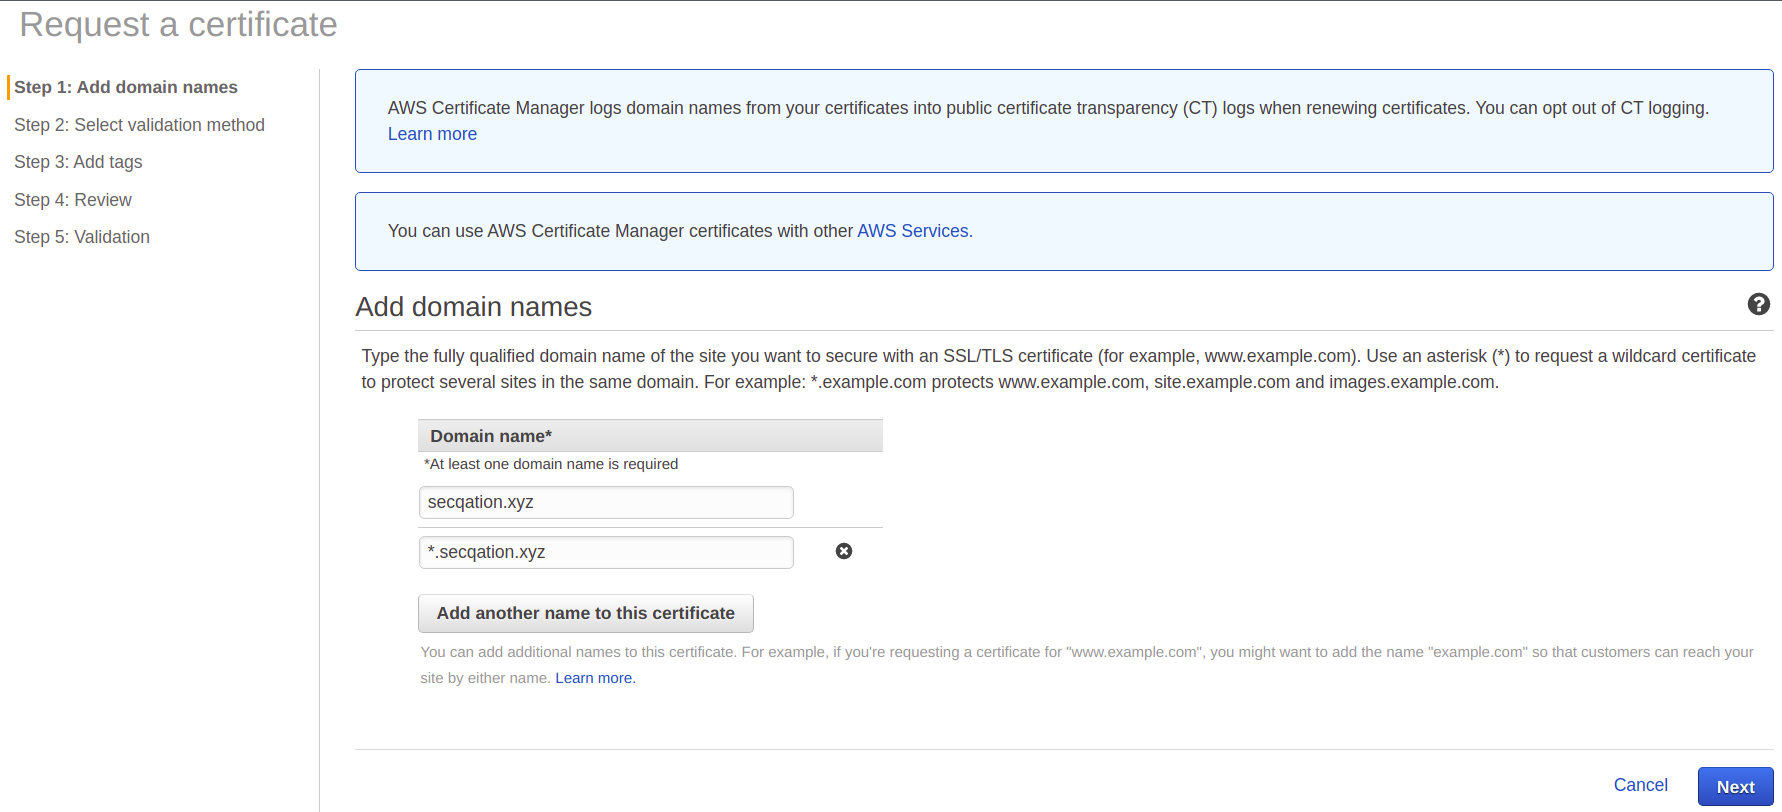 Request a certificate
Step 1: Add domain names
Step 2: Select validation method
Step 3: Add tags
Step 4: Review
Step 5: Validation
AWS Certificate Manager logs domain names from your certificates into public certificate transparency (CT) logs when renewing certificates. You can opt out of CT logging.
Learn more
You can use AWS Certificate Manager certificates with other AWS Services.
Add domain names
?
Type the fully qualified domain name of the site you want to secure with an SSL/TLS certificate (for example, www.example.com). Use an asterisk (*) to request a wildcard certificate
to protect several sites in the same domain. For example: *.example.com protects www.example.com, site.example.com and images.example.com.
Domain name*
*At least one domain name is required
secqation.xyz
*.secqation.xyz
Add another name to this certificate
You can add additional names to this certificate. For example, if you're requesting a certificate for "www.example.com", you might want to add the name "example.com" so that customers can reach your
site by either name. Learn more.
Cancel
Next